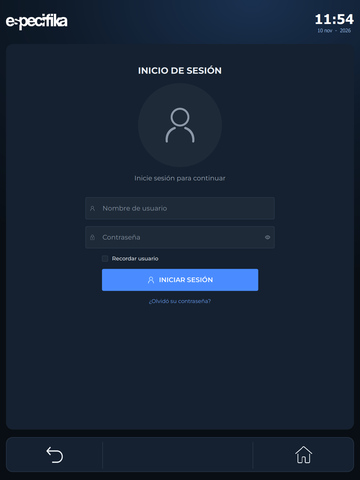 e-specifika
11:54
10 nov - 2026
INICIO DE SESIÓN
Inicie sesión para continuar
Nombre de usuario
Contraseña
Recordar usuario
INICIAR SESIÓN
¿Olvidó su contraseña?